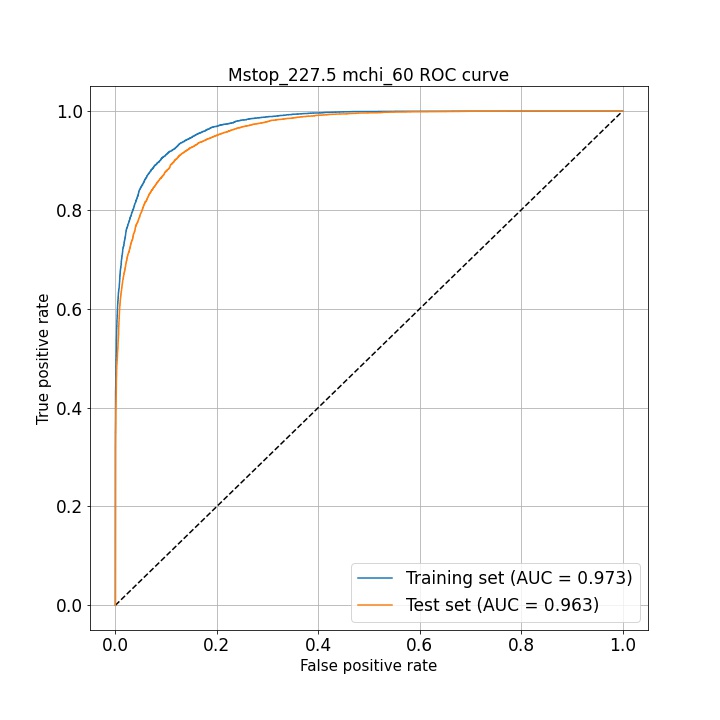 Mstop_227.5 mchi_60 ROC curve
1.0
0.8
0.6
0.4
0.2
0.0
True positive rate
Training set (AUC = 0.973)
Test set (AUC = 0.963)
0.0 0.2 0.4 0.6 0.8 1.0
False positive rate